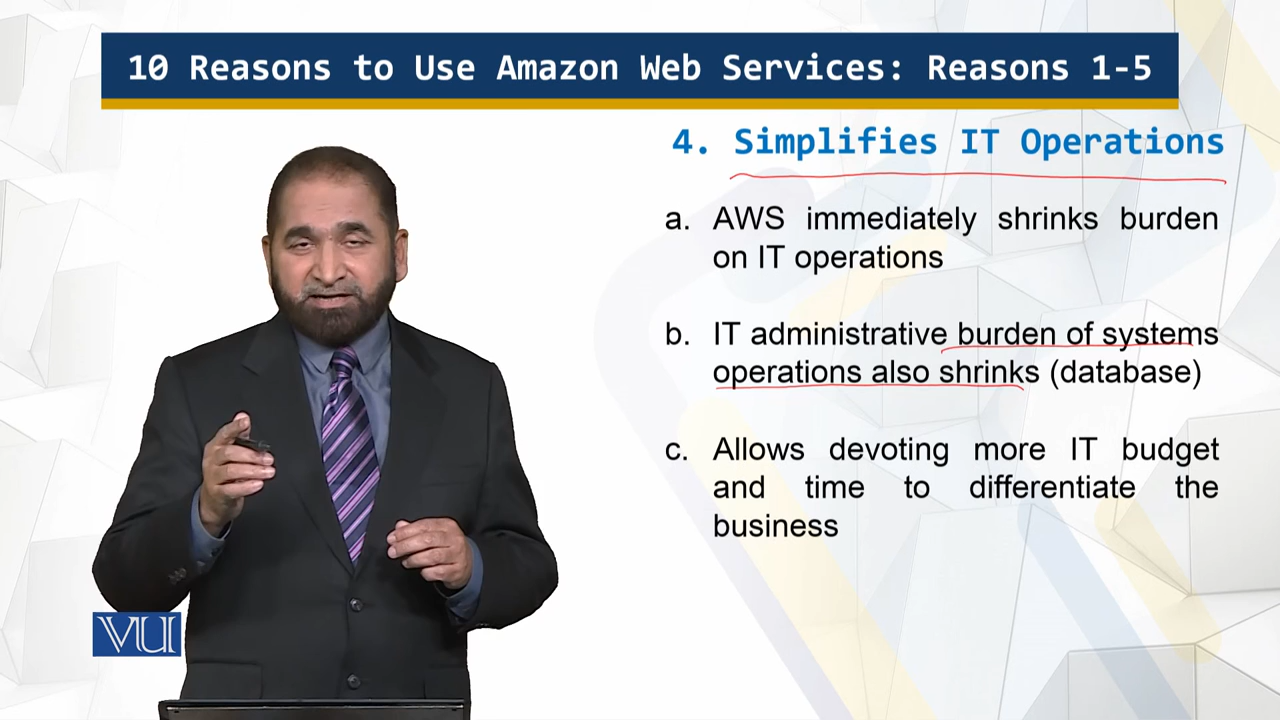 10 Reasons to Use Amazon Web Services: Reasons 1-5
4. Simplifies IT Operations
a. AWS immediately shrinks burden
on IT operations
b. IT administrative burden of systems
operations also shrinks (database)
c. Allows devoting more IT budget
and time to differentiate the
business
VU